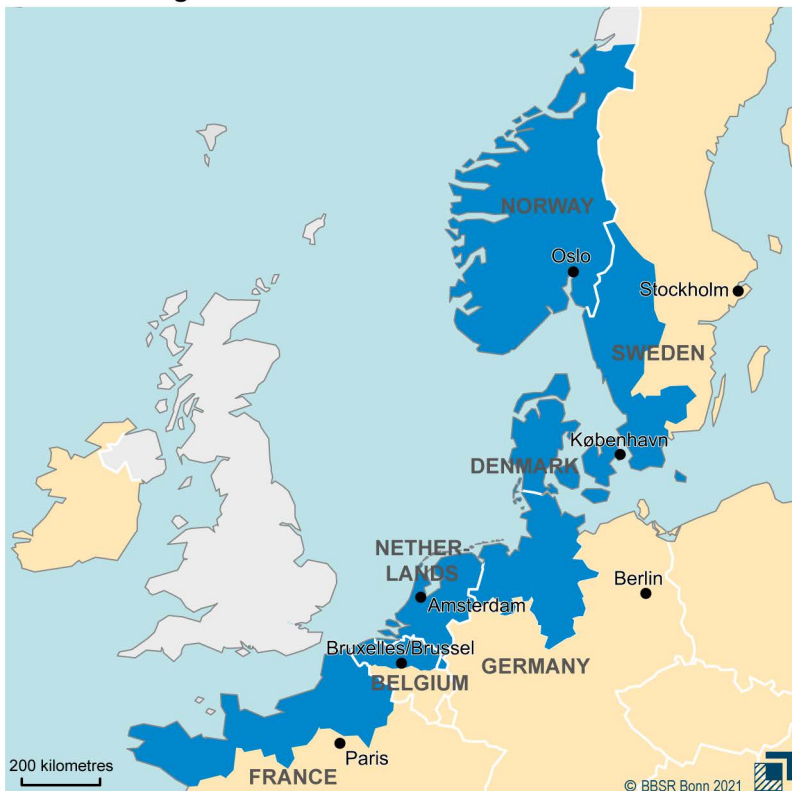 NORWAY
Oslo
Stockholm
SWEDEN
København
DENMARK
NETHER-
LANDS
Amsterdam
Berlin
Bruxelles/Brussel
BELGIUM
GERMANY
Paris
FRANCE
200 kilometres
© BBSR Bonn 2021